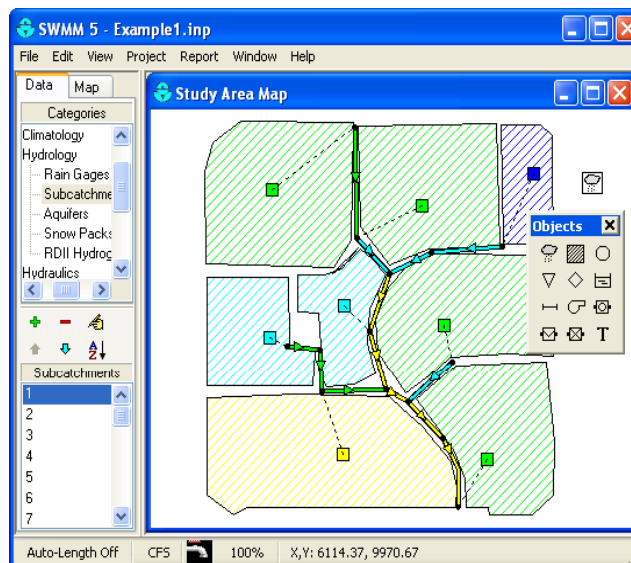 SWMM 5 - Example1.inp
File Edit View Project Report Window Help
Data Map
Categories
Climatology
Hydrology
Rain Gages
Subcatchme
Aquifers
Snow Packs
RDII Hydrog
Hydraulics
Subcatchments
1
2
3
4
5
6
7
Study Area Map
Objects
T
Auto-Length Off CFS 100% X,Y: 6114.37, 9970.67